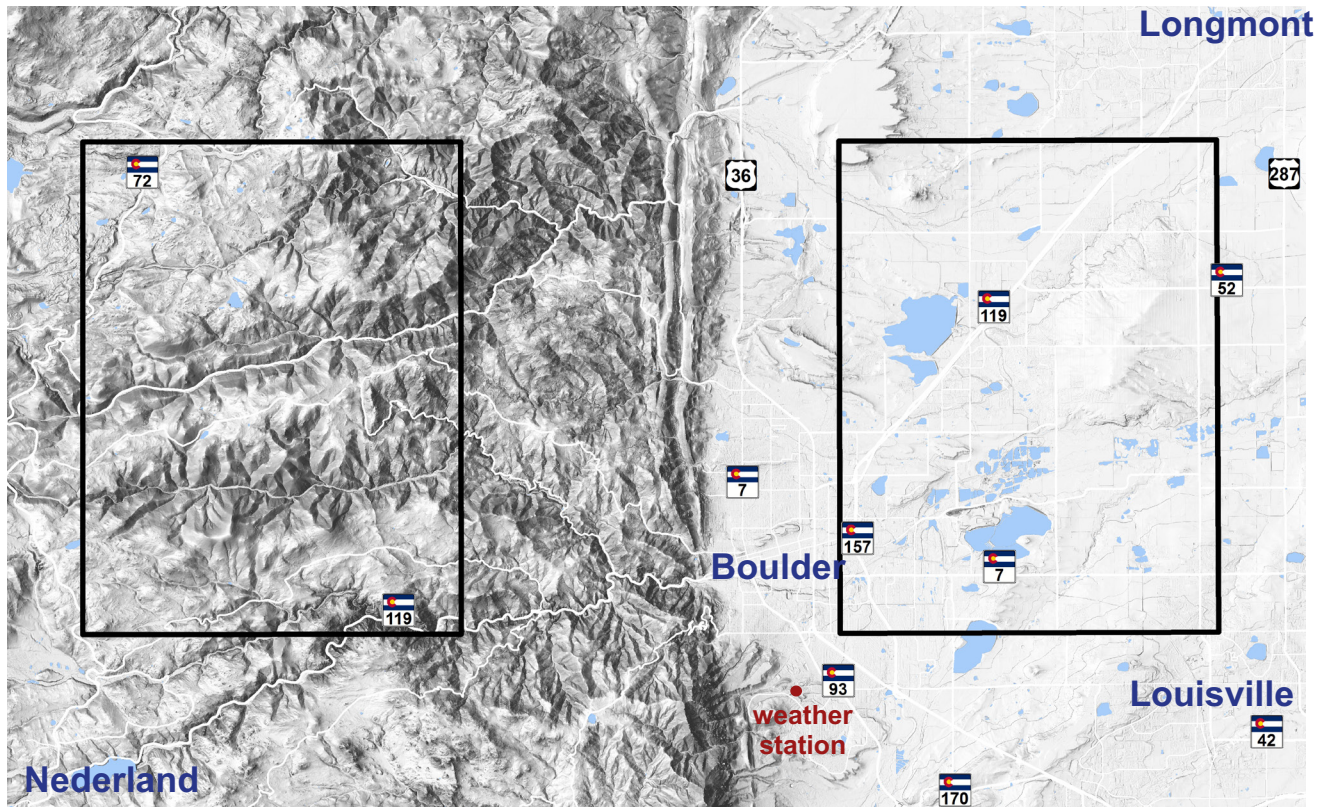 Longmont
72
36
287
52
119
7
157
Boulder
7
119
93
weather
station
Louisville
42
Nederland
170